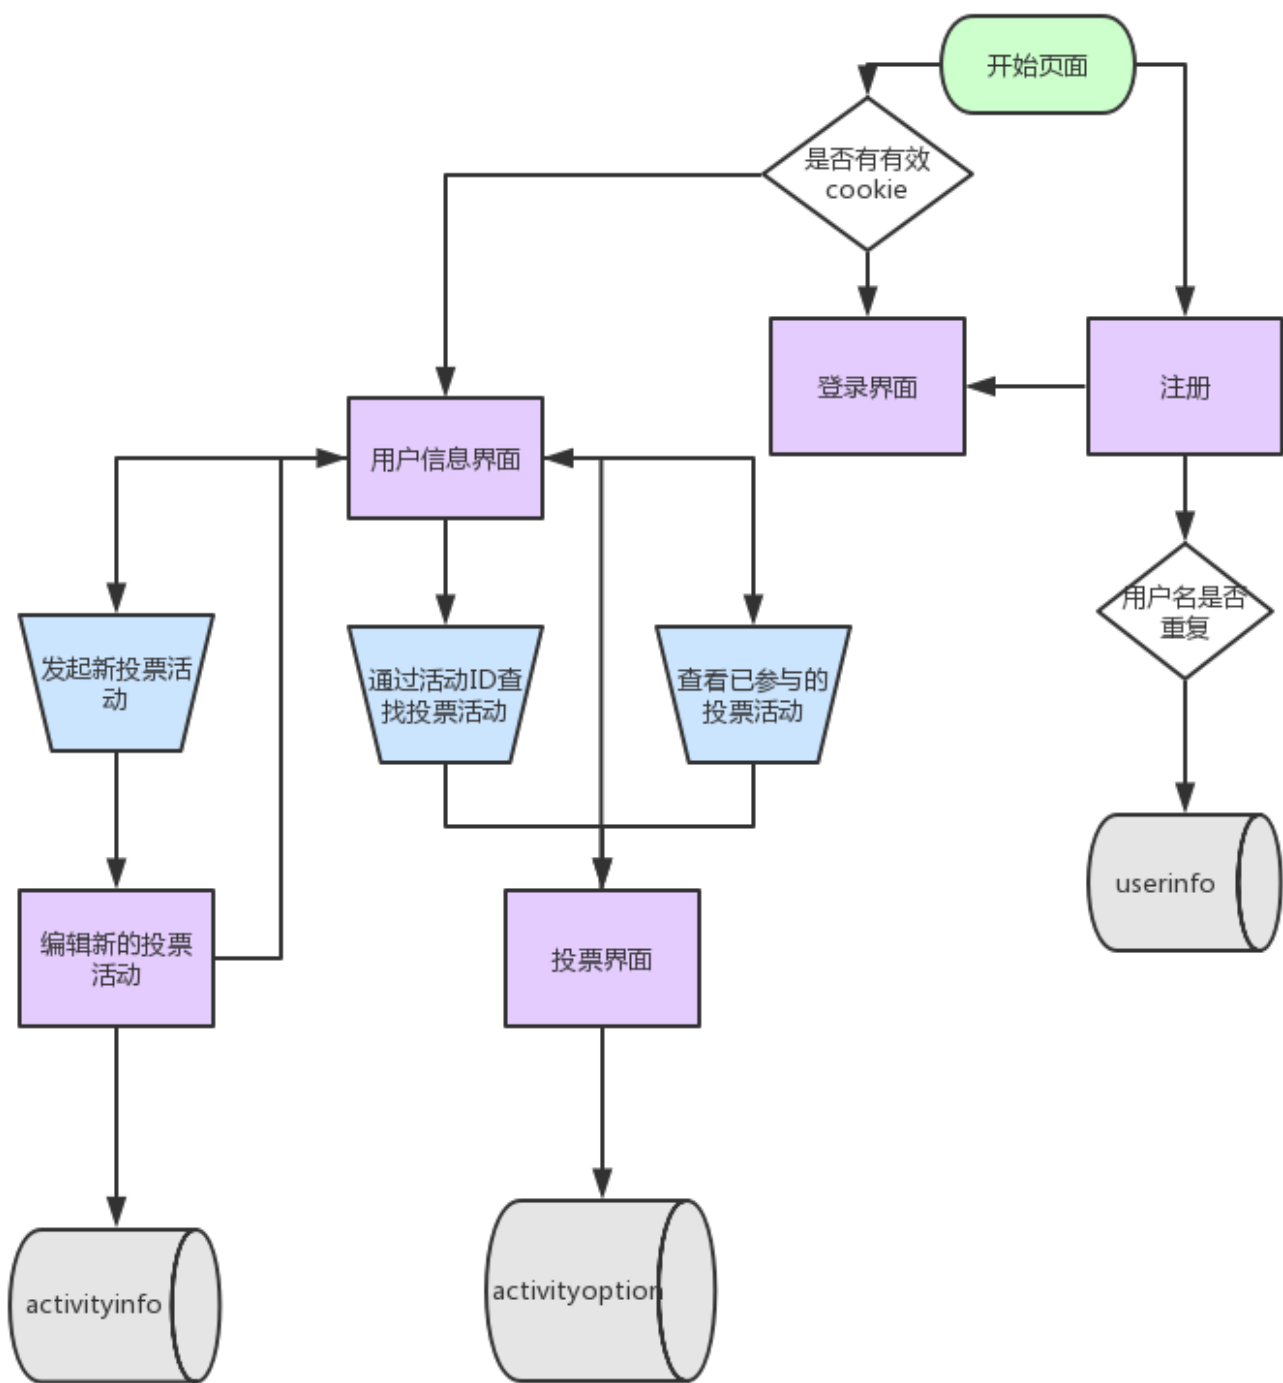 开始页面
是否有有效
cookie
登录界面
注册
用户信息界面
用户名是否
重复
发起新投票活
动
通过活动ID查
找投票活动
查看已参与的
投票活动
userinfo
编辑新的投票
活动
投票界面
activityinfo
activityoption